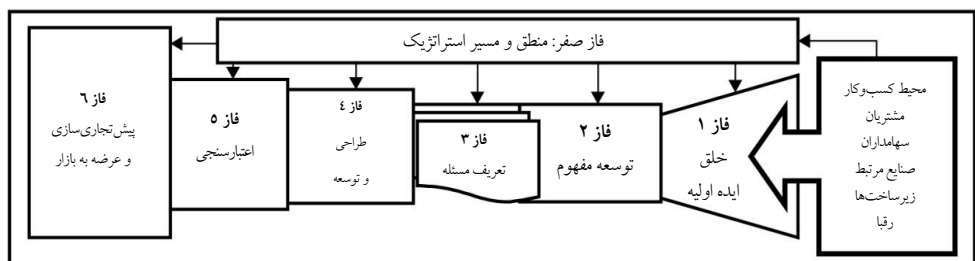 فاز صفر: منطق و مسیر استراتژیک
محیط کسب‌وکار
مشتریان
سهامداران
صنایع مرتبط
زیرساخت‌ها
رقبا
فاز ۱
خلق
ایده اولیه
فاز ۲
توسعه مفهوم
فاز ۳
تعریف مسئله
فاز ٤
طراحی
و توسعه
فاز ٥
اعتبارسنجی
فاز ٦
پیش‌تجاری‌سازی
و عرضه به بازار